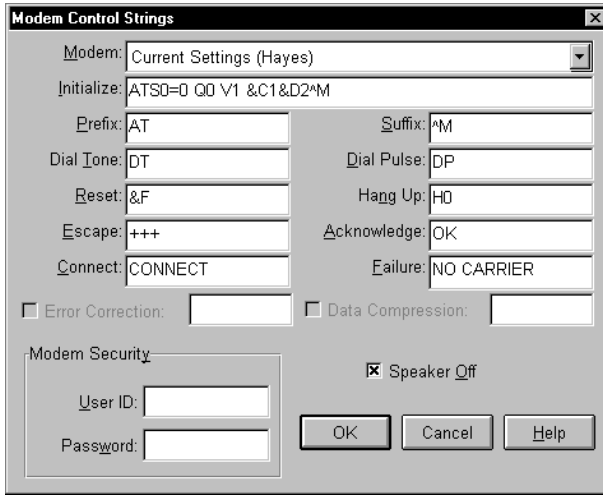 Modem Control Strings
Modem: Current Settings (Hayes)
Initialize: ATS0=0 Q0 V1 &C1&D2^M
Prefix: AT Suffix: ^M
Dial Tone: DT Dial Pulse: DP
Reset: &F Hang Up: H0
Escape: +++ Acknowledge: OK
Connect: CONNECT Failure: NO CARRIER
Error Correction: Data Compression:
Modem Security
Speaker Off
User ID:
OK Cancel Help
Password: